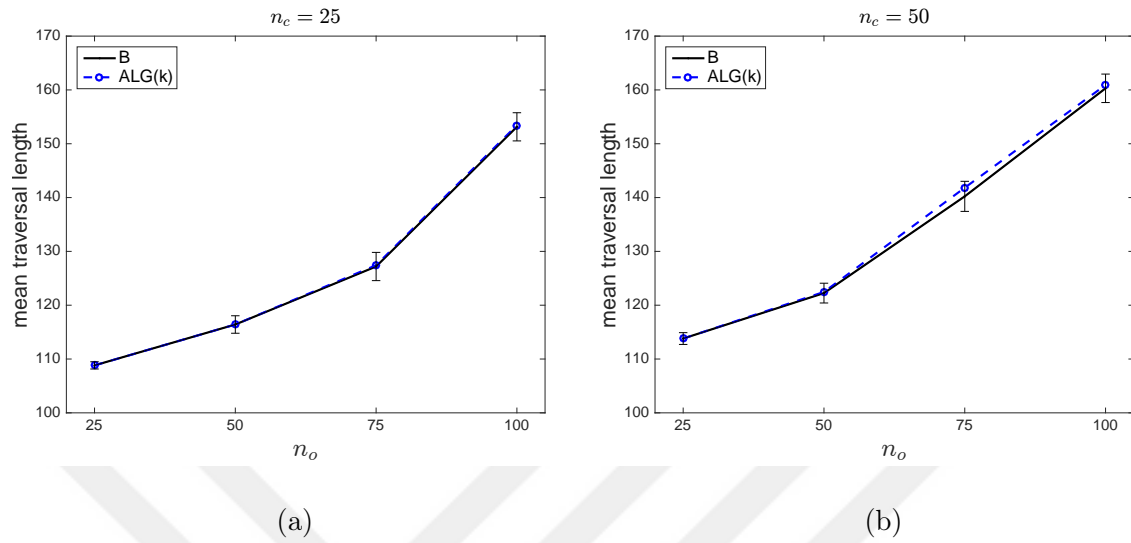 n_c = 25
170
160
150
140
130
120
110
100
mean traversal length
B
ALG(k)
25
50
75
100
n_o
(a)
n_c = 50
170
160
150
140
130
120
110
100
mean traversal length
B
ALG(k)
25
50
75
100
n_o
(b)